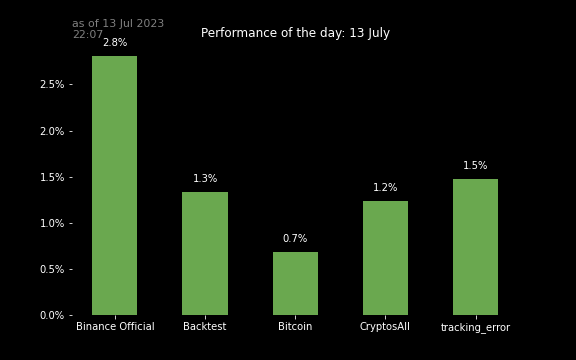 as of 13 Jul 2023
22:07
Performance of the day: 13 July
2.8%
1.3%
0.7%
1.2%
1.5%
2.5%
2.0%
1.5%
1.0%
0.5%
0.0%
Binance Official
Backtest
Bitcoin
CryptosAll
tracking_error